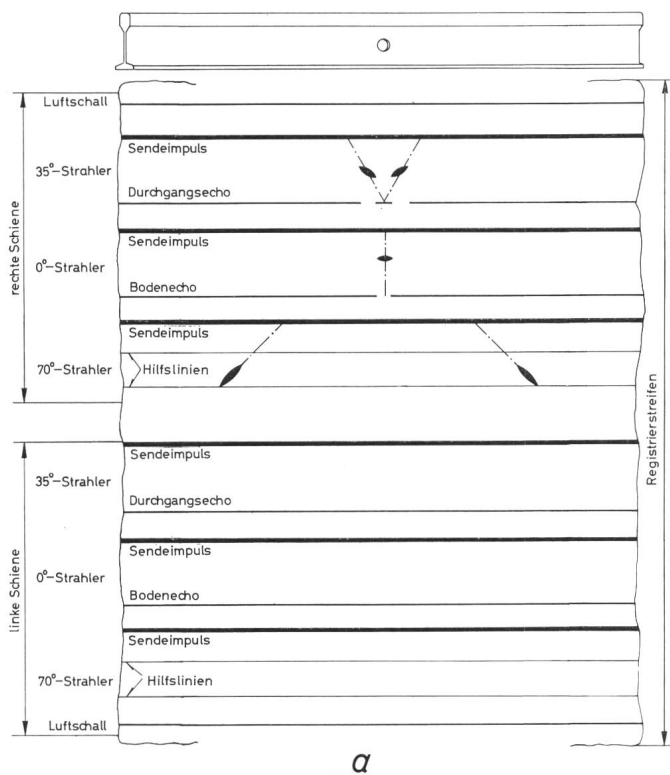 Luftschall
Sendeimpuls
35°-Strahler
Durchgangsecho
Sendeimpuls
0°-Strahler
Bodenecho
Sendeimpuls
70°-Strahler
Hilfslinien
rechte Schiene
Sendeimpuls
35°-Strahler
Durchgangsecho
Sendeimpuls
0°-Strahler
Bodenecho
Sendeimpuls
70°-Strahler
Hilfslinien
Luftschall
linke Schiene
Registrierstreifen
a